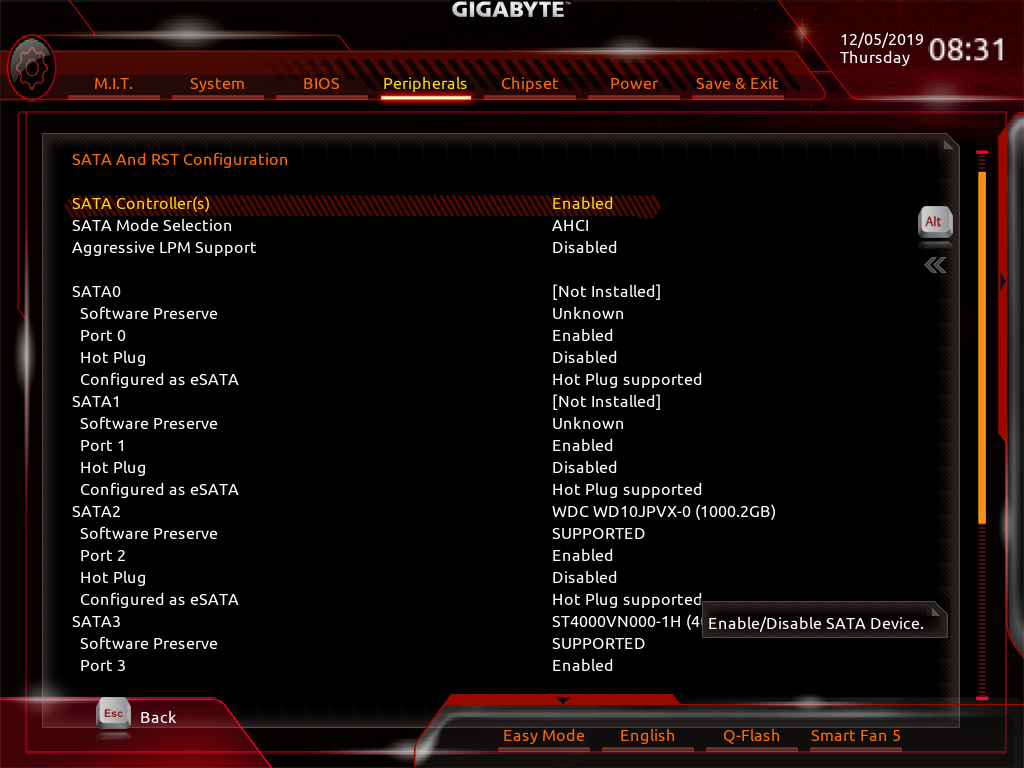 GIGABYTE™
12/05/2019 08:31
Thursday
M.I.T. System BIOS Peripherals Chipset Power Save & Exit
SATA And RST Configuration
SATA Controller(s) Enabled
SATA Mode Selection AHCI
Aggressive LPM Support Disabled
Alt
SATA0 [Not Installed]
Software Preserve Unknown
Port 0 Enabled
Hot Plug Disabled
Configured as eSATA Hot Plug supported
SATA1 [Not Installed]
Software Preserve Unknown
Port 1 Enabled
Hot Plug Disabled
Configured as eSATA Hot Plug supported
SATA2 WDC WD10JPVX-0 (1000.2GB)
Software Preserve SUPPORTED
Port 2 Enabled
Hot Plug Disabled
Configured as eSATA Hot Plug supported
SATA3 ST4000VN000-1H
Enable/Disable SATA Device.
Software Preserve SUPPORTED
Port 3 Enabled
Esc Back
Easy Mode English Q-Flash Smart Fan 5